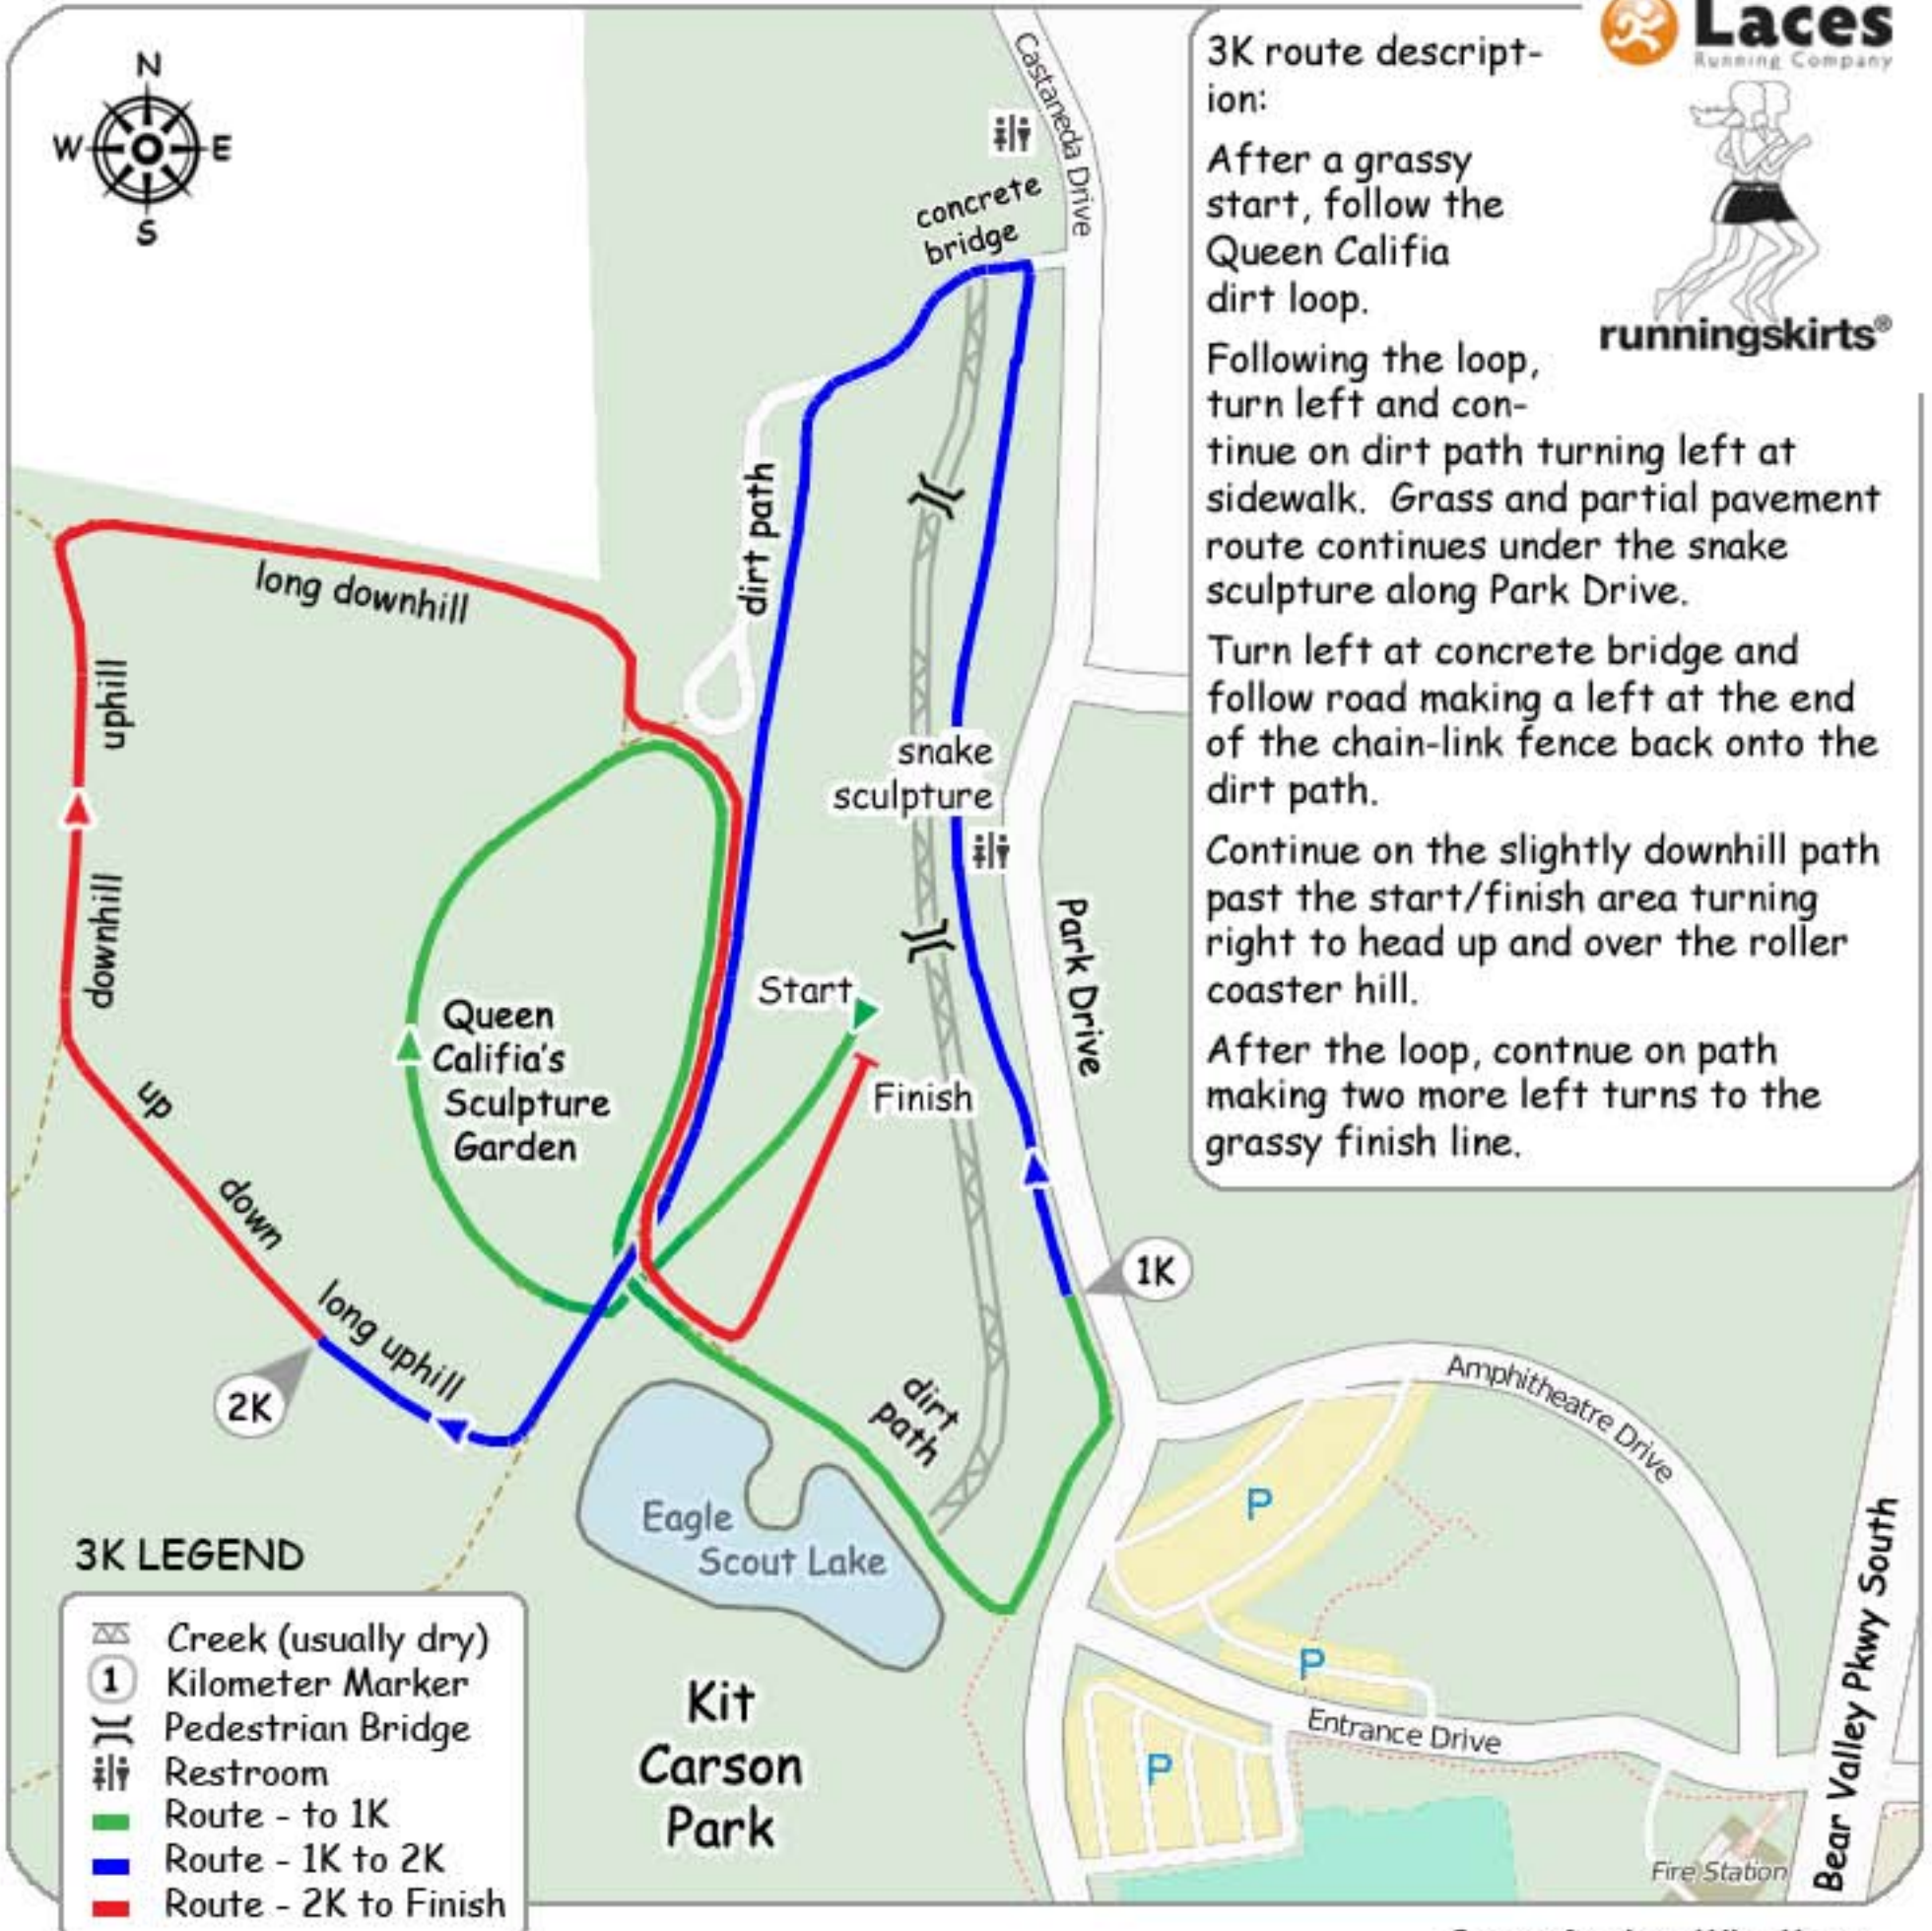 N
W
E
S
Castaneda Drive
concrete
bridge
dirt path
long downhill
uphill
downhill
up
down
long uphill
2K
Queen
Califia's
Sculpture
Garden
Start
Finish
snake
sculpture
Park Drive
1K
dirt
path
Eagle
Scout Lake
Kit
Carson
Park
Amphitheatre Drive
P
P
P
Entrance Drive
Fire Station
Bear Valley Pkwy South
Laces
Running Company
runningskirts®
3K route descript-
ion:
After a grassy
start, follow the
Queen Califia
dirt loop.
Following the loop,
turn left and con-
tinue on dirt path turning left at
sidewalk. Grass and partial pavement
route continues under the snake
sculpture along Park Drive.
Turn left at concrete bridge and
follow road making a left at the end
of the chain-link fence back onto the
dirt path.
Continue on the slightly downhill path
past the start/finish area turning
right to head up and over the roller
coaster hill.
After the loop, contnue on path
making two more left turns to the
grassy finish line.
3K LEGEND
Creek (usually dry)
1 Kilometer Marker
Pedestrian Bridge
Restroom
Route - to 1K
Route - 1K to 2K
Route - 2K to Finish